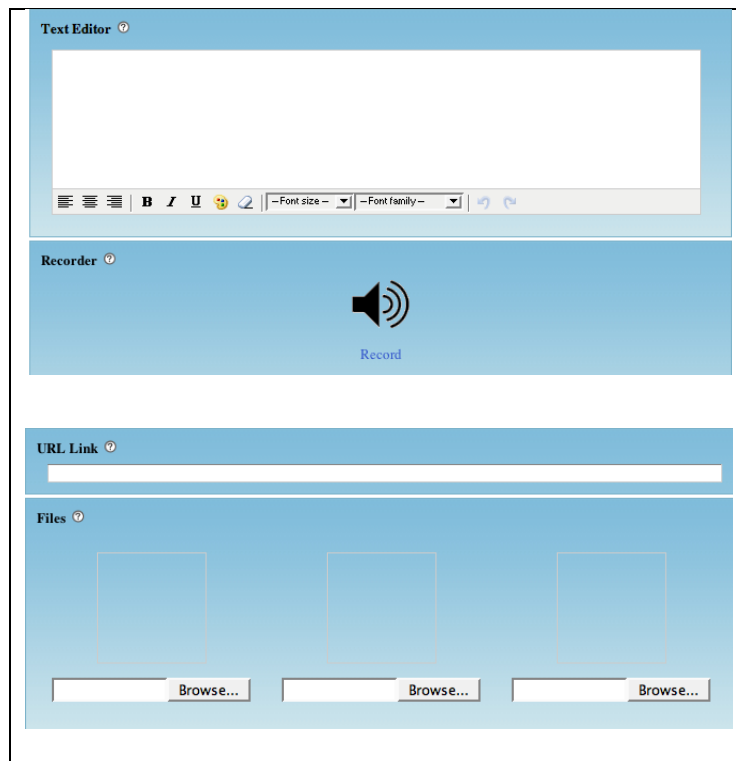 Text Editor ?
B I U – Font size – – Font family –
Recorder ?
Record
URL Link ?
Files ?
Browse... Browse... Browse...